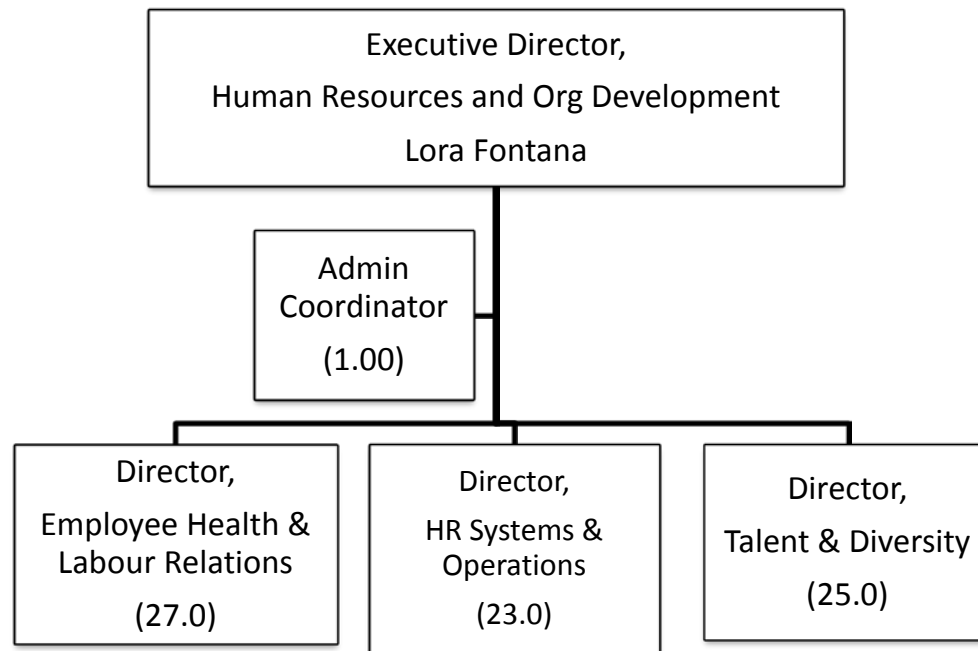 Executive Director,
Human Resources and Org Development
Lora Fontana
Admin
Coordinator
(1.00)
Director,
Employee Health &
Labour Relations
(27.0)
Director,
HR Systems &
Operations
(23.0)
Director,
Talent & Diversity
(25.0)